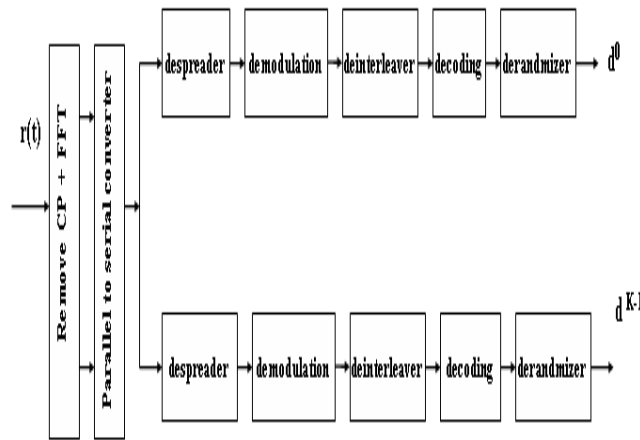 r(t)
Remove CP + FFT
Parallel to serial converter
despreader
demodulation
deinterleaver
decoding
derandmizer
d0
despreader
demodulation
deinterleaver
decoding
derandmizer
d K-1